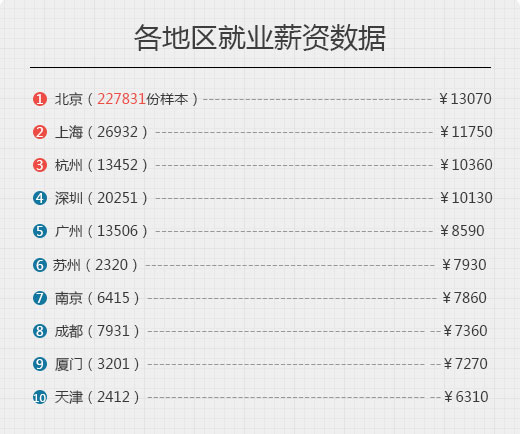 各地区就业薪资数据
1 北京（227831份样本） ¥13070
2 上海（26932） ¥11750
3 杭州（13452） ¥10360
4 深圳（20251） ¥10130
5 广州（13506） ¥8590
6 苏州（2320） ¥7930
7 南京（6415） ¥7860
8 成都（7931） ¥7360
9 厦门（3201） ¥7270
10 天津（2412） ¥6310